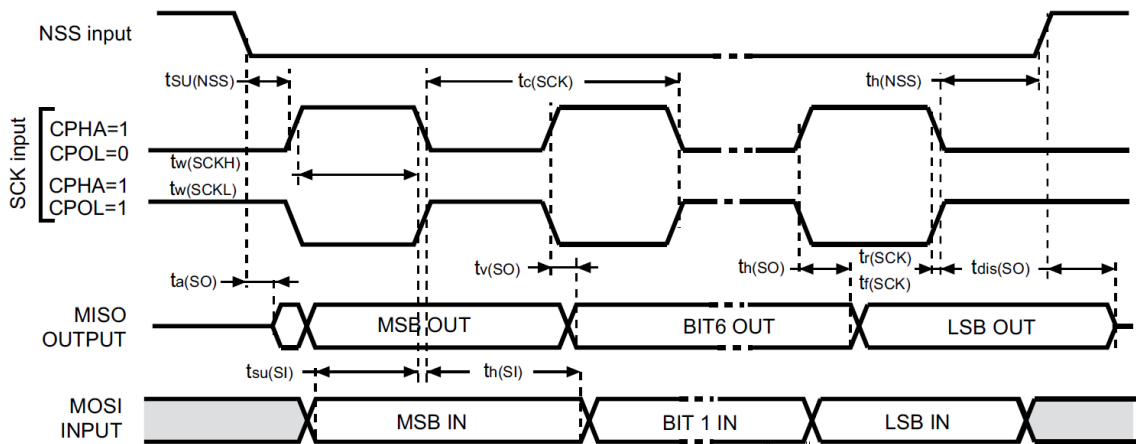 NSS input
tSU(NSS)
tc(SCK)
th(NSS)
SCK input
CPHA=1
CPOL=0
tw(SCKH)
CPHA=1
tw(SCKL)
CPOL=1
ta(SO)
tv(SO)
th(SO)
tr(SCK)
tf(SCK)
tdis(SO)
MISO
OUTPUT
MSB OUT
BIT6 OUT
LSB OUT
tsu(SI)
th(SI)
MOSI
INPUT
MSB IN
BIT 1 IN
LSB IN